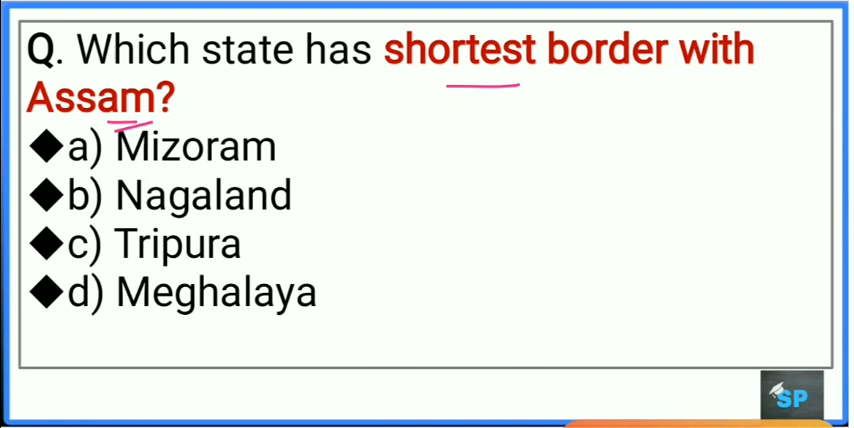 Q. Which state has shortest border with
Assam?
◆a) Mizoram
◆b) Nagaland
◆c) Tripura
◆d) Meghalaya
SP